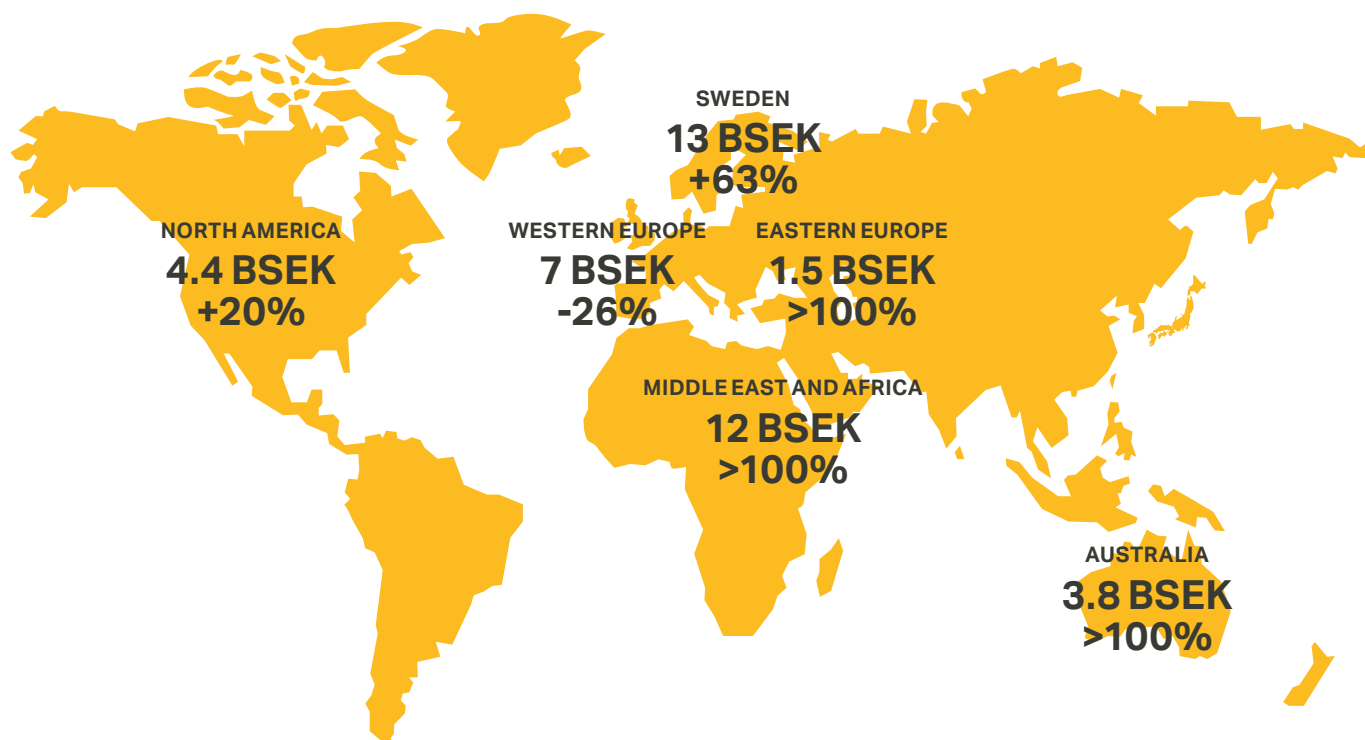 SWEDEN
13 BSEK
+63%
NORTH AMERICA
4.4 BSEK
+20%
WESTERN EUROPE
7 BSEK
-26%
EASTERN EUROPE
1.5 BSEK
>100%
MIDDLE EAST AND AFRICA
12 BSEK
>100%
AUSTRALIA
3.8 BSEK
>100%